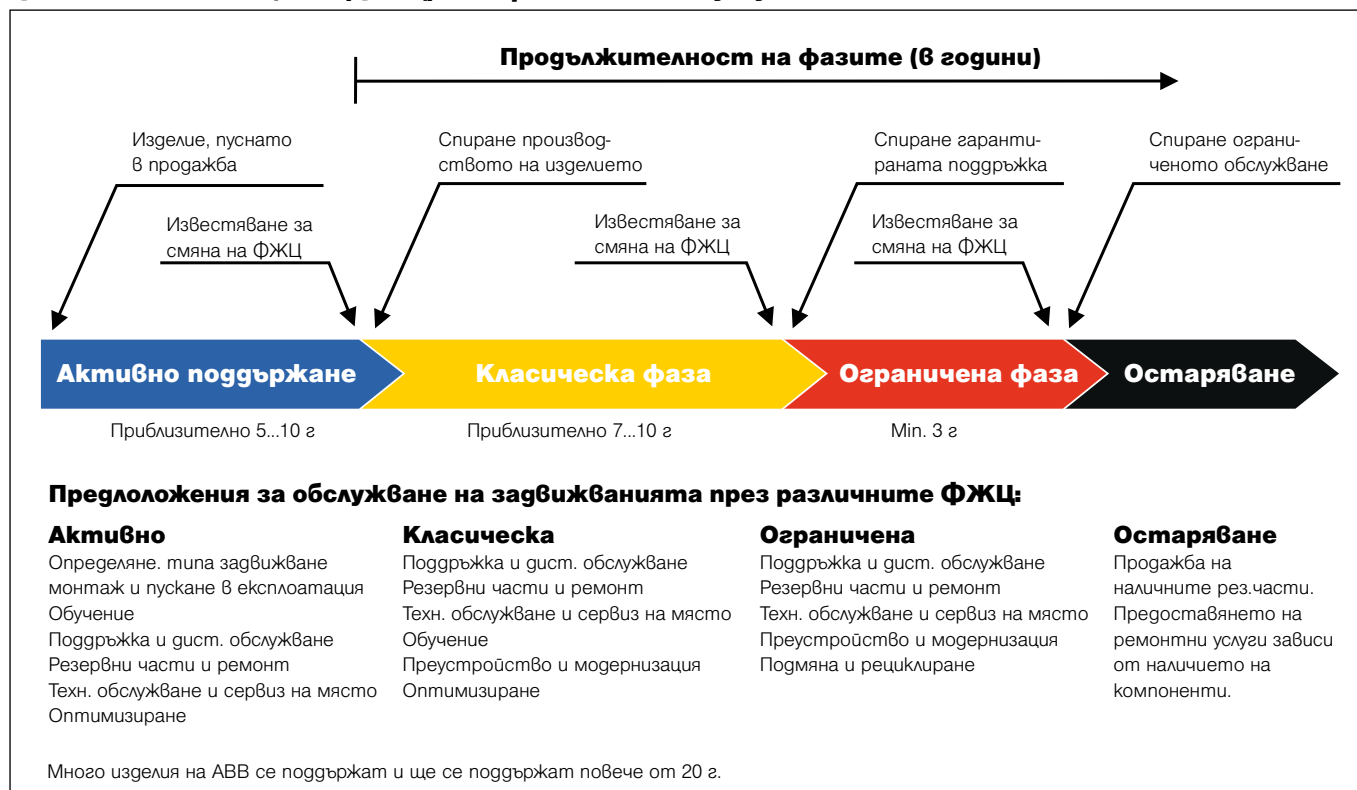 Продължителност на фазите (в години)
Изделие, пуснато
в продажба
Спиране производ-
ството на изделието
Спиране гаранти-
раната поддръжка
Спиране ограни-
ченото обслужване
Известяване за
смяна на ФЖЦ
Известяване за
смяна на ФЖЦ
Известяване за
смяна на ФЖЦ
Активно поддържане
Класическа фаза
Ограничена фаза
Остаряване
Приблизително 5...10 г
Приблизително 7...10 г
Min. 3 г
Предлоложения за обслужване на задвижванията през различните ФЖЦ:
Активно
Определяне. типа задвижване
монтаж и пускане в експлоатация
Обучение
Поддръжка и дист. обслужване
Резервни части и ремонт
Техн. обслужване и сервиз на място
Оптимизиране
Класическа
Поддръжка и дист. обслужване
Резервни части и ремонт
Техн. обслужване и сервиз на място
Обучение
Преустройство и модернизация
Оптимизиране
Ограничена
Поддръжка и дист. обслужване
Резервни части и ремонт
Техн. обслужване и сервиз на място
Преустройство и модернизация
Подмяна и рециклиране
Остаряване
Продажба на
наличните рез.части.
Предоставянето на
ремонтни услуги зависи
от наличието на
компоненти.
Много изделия на АВВ се поддържат и ще се поддържат повече от 20 г.